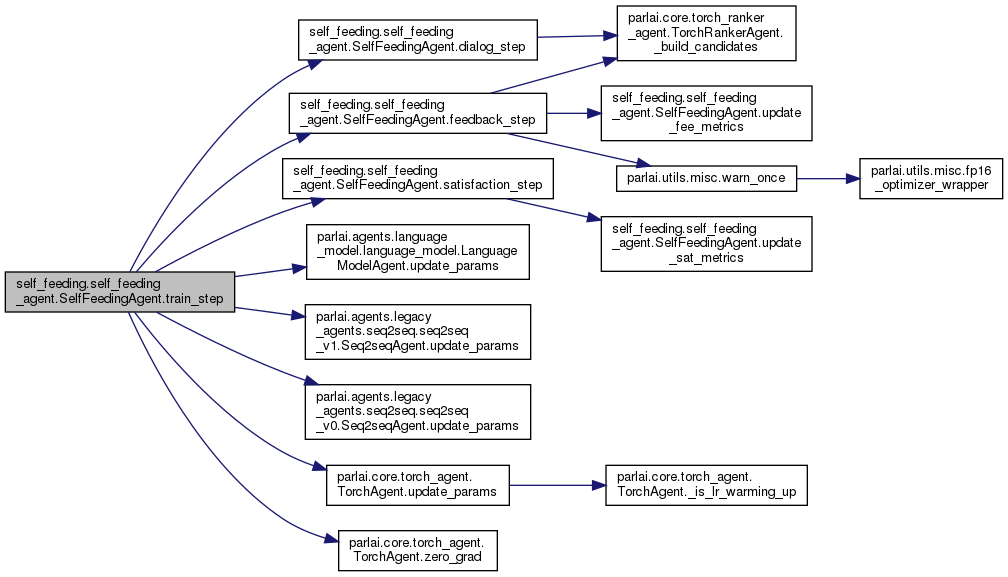 self_feeding.self_feeding
_agent.SelfFeedingAgent.train_step
self_feeding.self_feeding
_agent.SelfFeedingAgent.dialog_step
self_feeding.self_feeding
_agent.SelfFeedingAgent.feedback_step
self_feeding.self_feeding
_agent.SelfFeedingAgent.satisfaction_step
parlai.agents.language
_model.language_model.Language
ModelAgent.update_params
parlai.agents.legacy
_agents.seq2seq.seq2seq
_v1.Seq2seqAgent.update_params
parlai.agents.legacy
_agents.seq2seq.seq2seq
_v0.Seq2seqAgent.update_params
parlai.core.torch_agent.
TorchAgent.update_params
parlai.core.torch_agent.
TorchAgent.zero_grad
parlai.core.torch_ranker
_agent.TorchRankerAgent.
_build_candidates
self_feeding.self_feeding
_agent.SelfFeedingAgent.update
_fee_metrics
parlai.utils.misc.warn_once
self_feeding.self_feeding
_agent.SelfFeedingAgent.update
_sat_metrics
parlai.core.torch_agent.
TorchAgent._is_lr_warming_up
parlai.utils.misc.fp16
_optimizer_wrapper